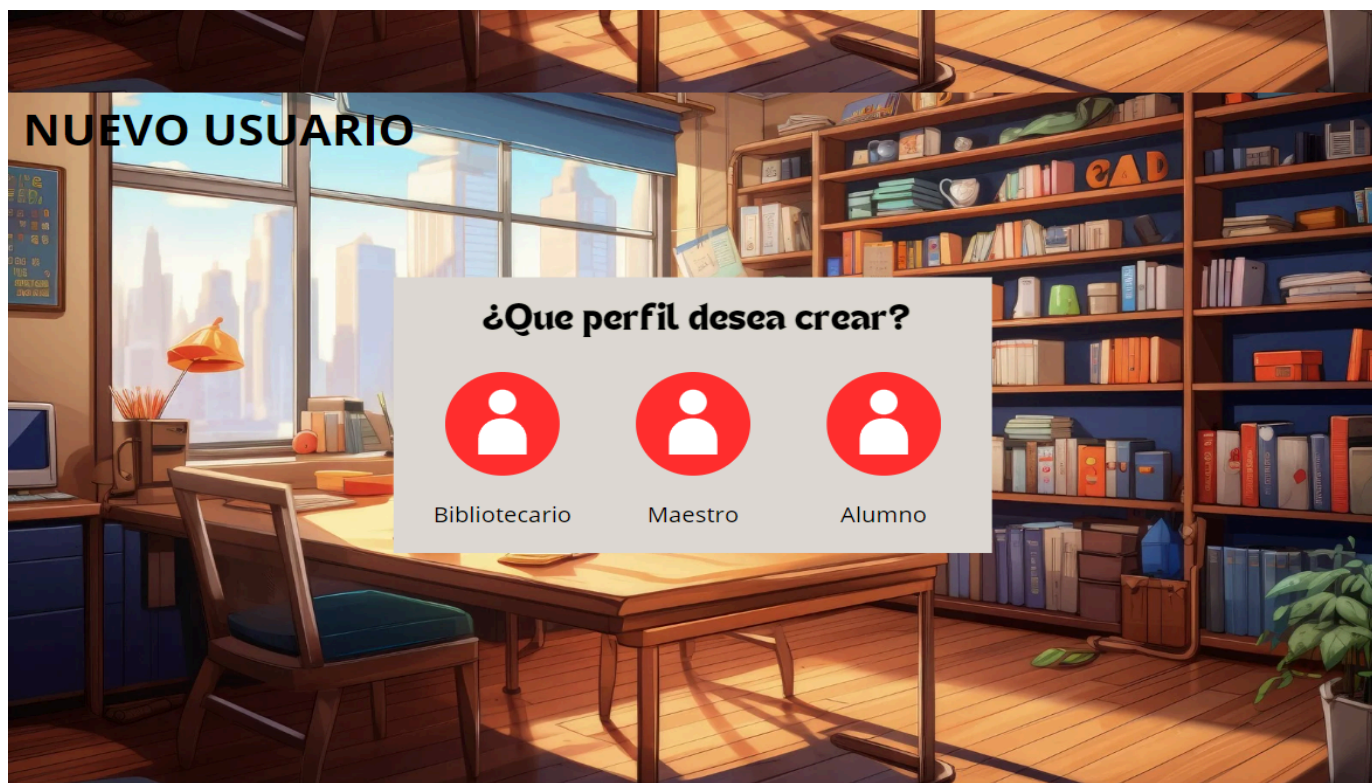 NUEVO USUARIO
¿Que perfil desea crear?
Bibliotecario
Maestro
Alumno